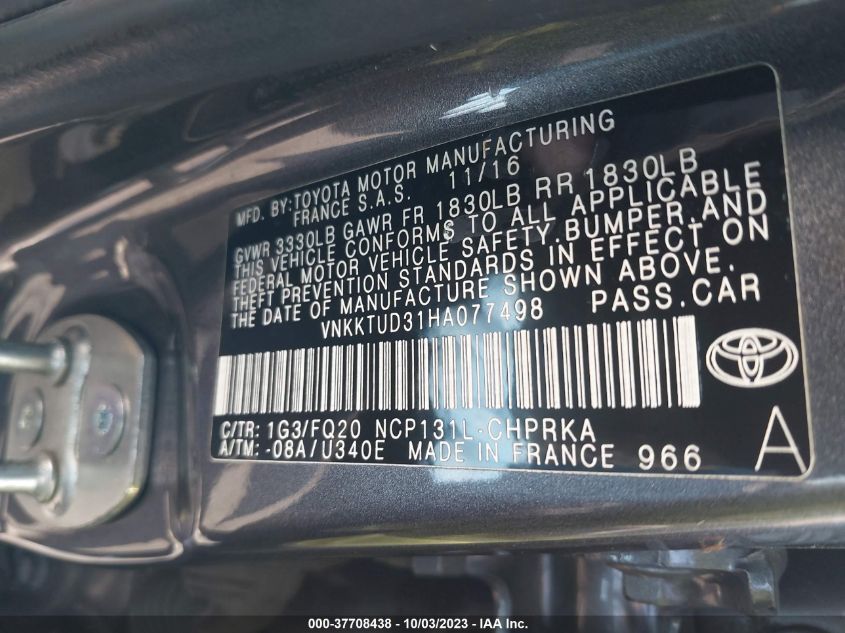 MFD. BY: TOYOTA MOTOR MANUFACTURING
FRANCE S.A.S. 11/16
GVWR 3330LB GAWR FR 1830LB RR 1830LB
THIS VEHICLE CONFORMS TO ALL APPLICABLE
FEDERAL MOTOR VEHICLE SAFETY, BUMPER, AND
THEFT PREVENTION STANDARDS IN EFFECT ON
THE DATE OF MANUFACTURE SHOWN ABOVE.
VNKKTUD31HA077498 PASS.CAR
C/TR: 1G3/FQ20 NCP131L-CHPRKA
A/TM: -08A/U340E MADE IN FRANCE 966
A
000-37708438 - 10/03/2023 - © IAA Inc.